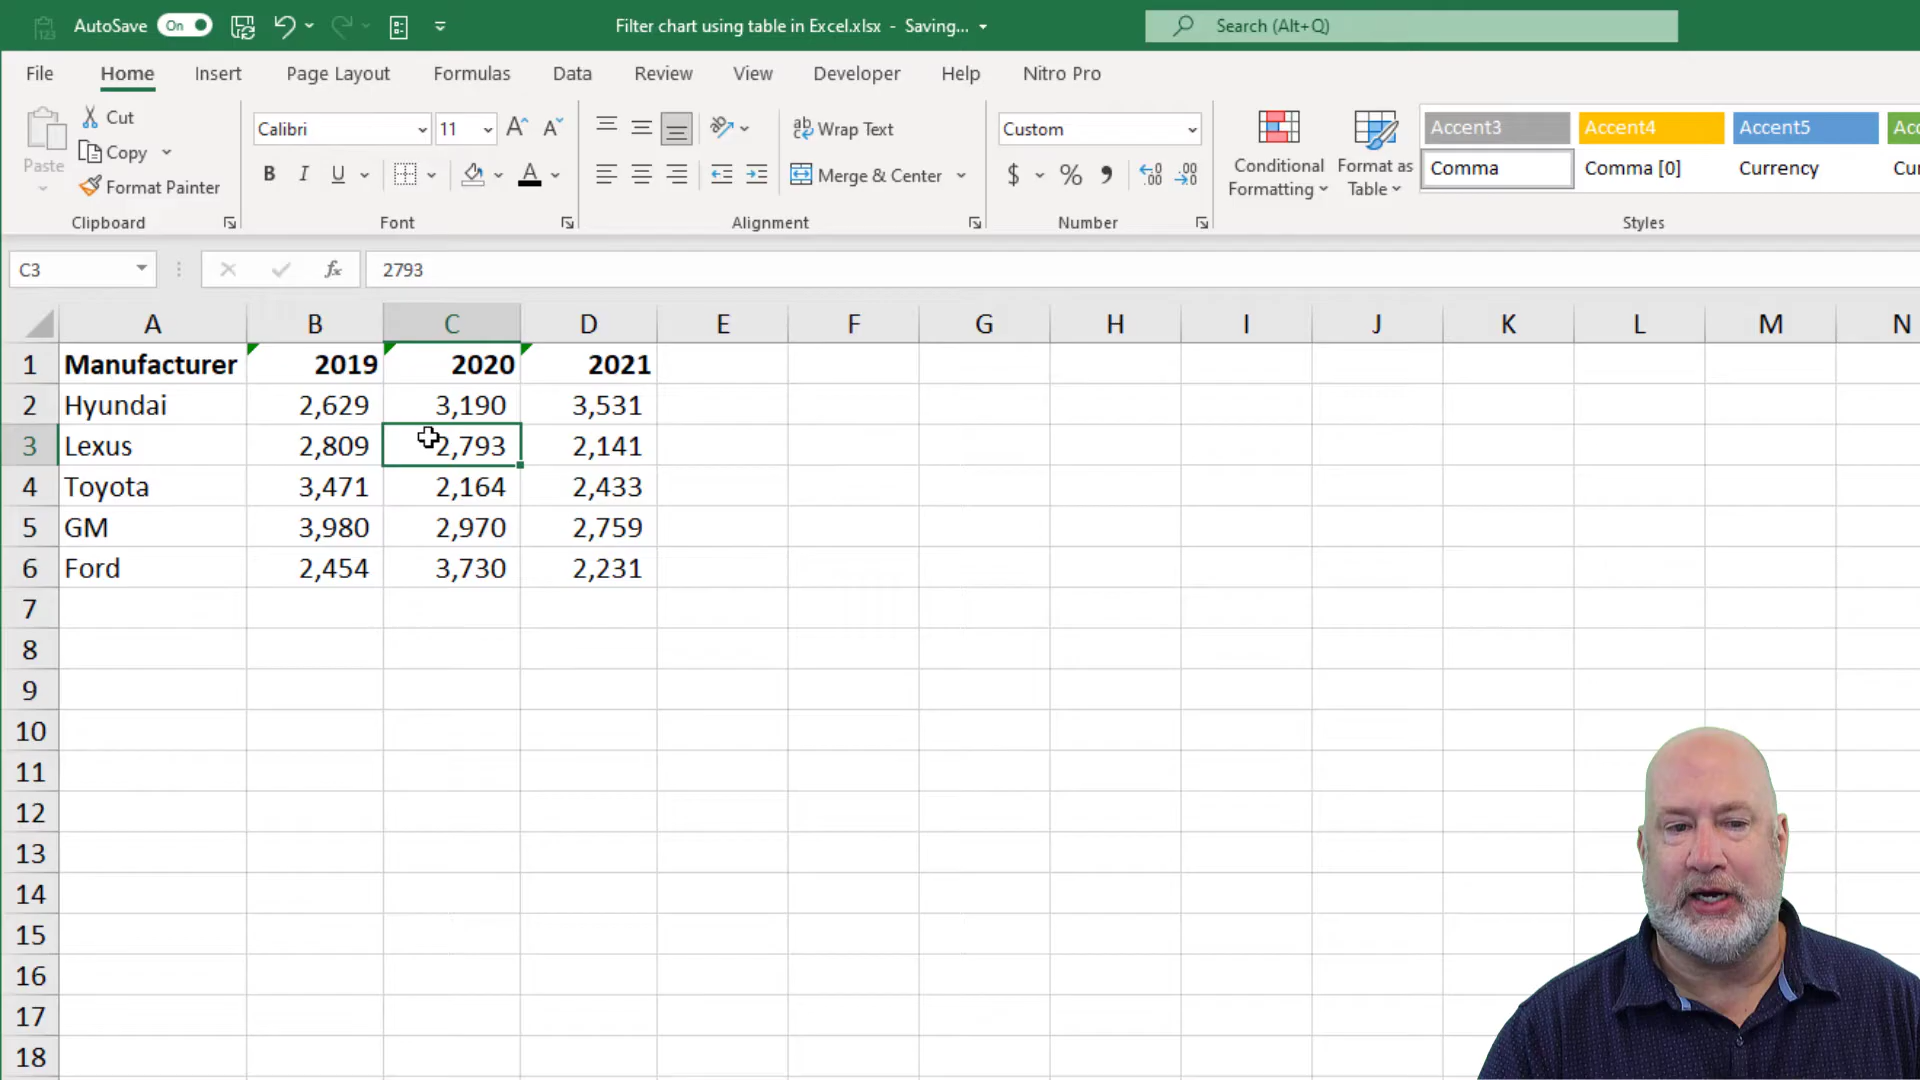 AutoSave On Filter chart using table in Excel.xlsx - Saving... Search (Alt+Q)
File Home Insert Page Layout Formulas Data Review View Developer Help Nitro Pro
Paste
Cut
Copy
Format Painter
Clipboard
Calibri 11
B I U A
Font
Wrap Text
Merge & Center
Alignment
Custom
$ % 9
Number
Conditional Formatting
Format as Table
Accent3 Accent4 Accent5
Comma Comma [0] Currency
Styles
C3 fx 2793
A B C D E F G H I J K L M N
1 Manufacturer 2019 2020 2021
2 Hyundai 2,629 3,190 3,531
3 Lexus 2,809 2,793 2,141
4 Toyota 3,471 2,164 2,433
5 GM 3,980 2,970 2,759
6 Ford 2,454 3,730 2,231
7
8
9
10
11
12
13
14
15
16
17
18